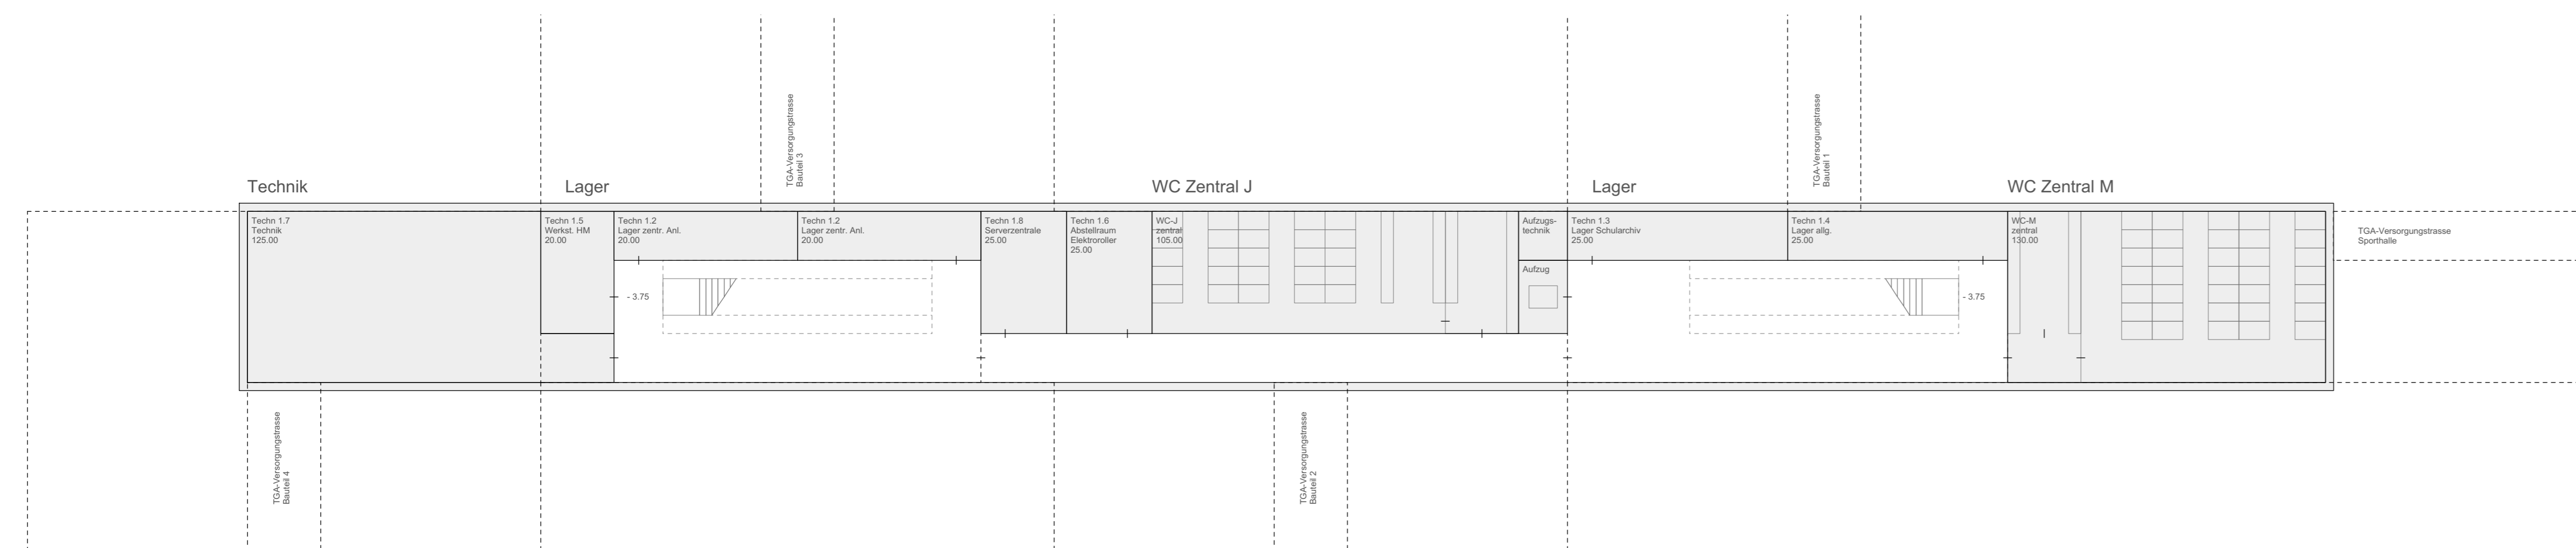 TGA-Versorgungstrasse
Bauteil 3
TGA-Versorgungstrasse
Bauteil 1
Technik
Lager
WC Zentral J
Lager
WC Zentral M
Techn 1.7
Technik
125.00
Techn 1.5
Werkst. HM
20.00
Techn 1.2
Lager zentr. Anl.
20.00
Techn 1.2
Lager zentr. Anl.
20.00
Techn 1.8
Serverzentrale
25.00
Techn 1.6
Abstellraum
Elektroroller
25.00
WC-J
zentral
105.00
Aufzugs-
technik
Techn 1.3
Lager Schularchiv
25.00
Techn 1.4
Lager allg.
25.00
WC-M
zentral
130.00
TGA-Versorgungstrasse
Sporthalle
Aufzug
- 3.75
- 3.75
TGA-Versorgungstrasse
Bauteil 4
TGA-Versorgungstrasse
Bauteil 2